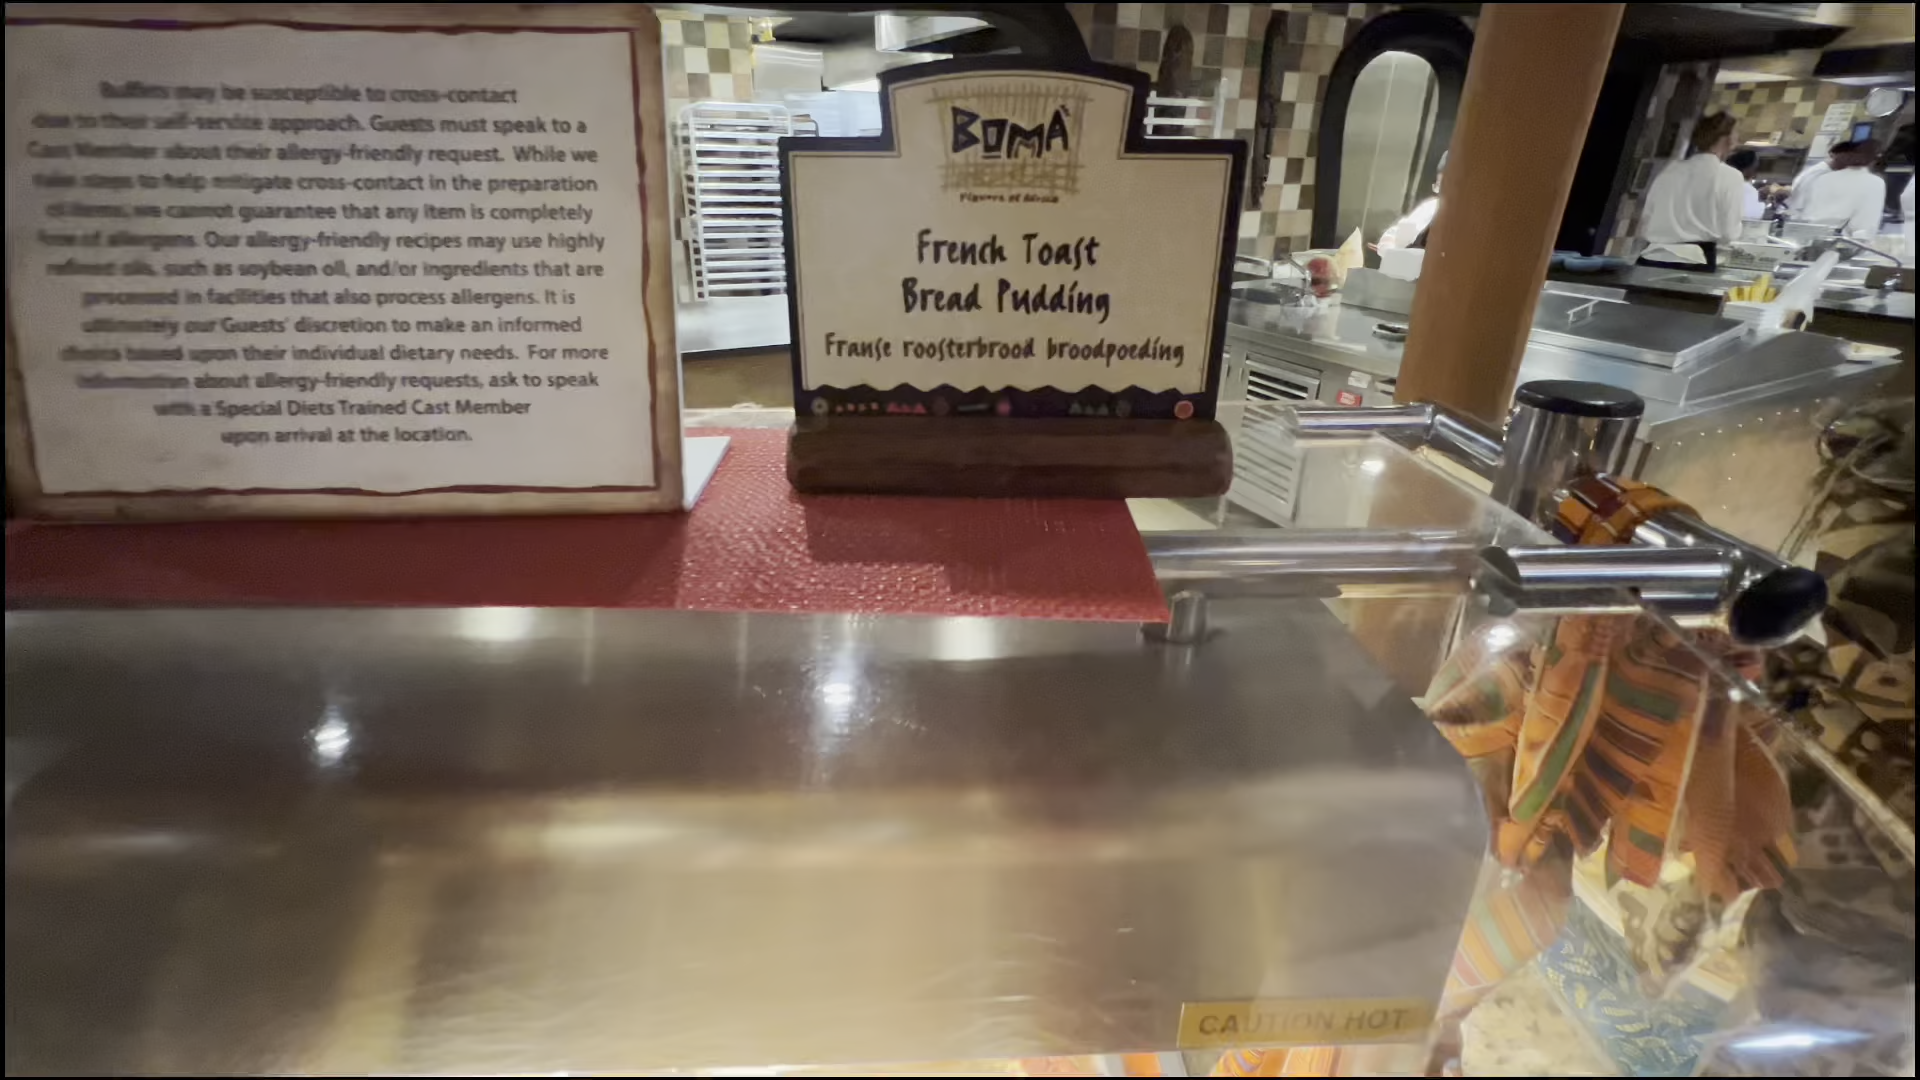 Buffets may be susceptible to cross-contact
due to their self-service approach. Guests must speak to a
Cast Member about their allergy-friendly request. While we
take steps to help mitigate cross-contact in the preparation
of items, we cannot guarantee that any item is completely
free of allergens. Our allergy-friendly recipes may use highly
refined oils, such as soybean oil, and/or ingredients that are
processed in facilities that also process allergens. It is
ultimately our Guests' discretion to make an informed
choice based upon their individual dietary needs. For more
information about allergy-friendly requests, ask to speak
with a Special Diets Trained Cast Member
upon arrival at the location.
BOMA
Flavors of Africa
French Toast
Bread Pudding
Franse roosterbrood broodpoeding
CAUTION HOT